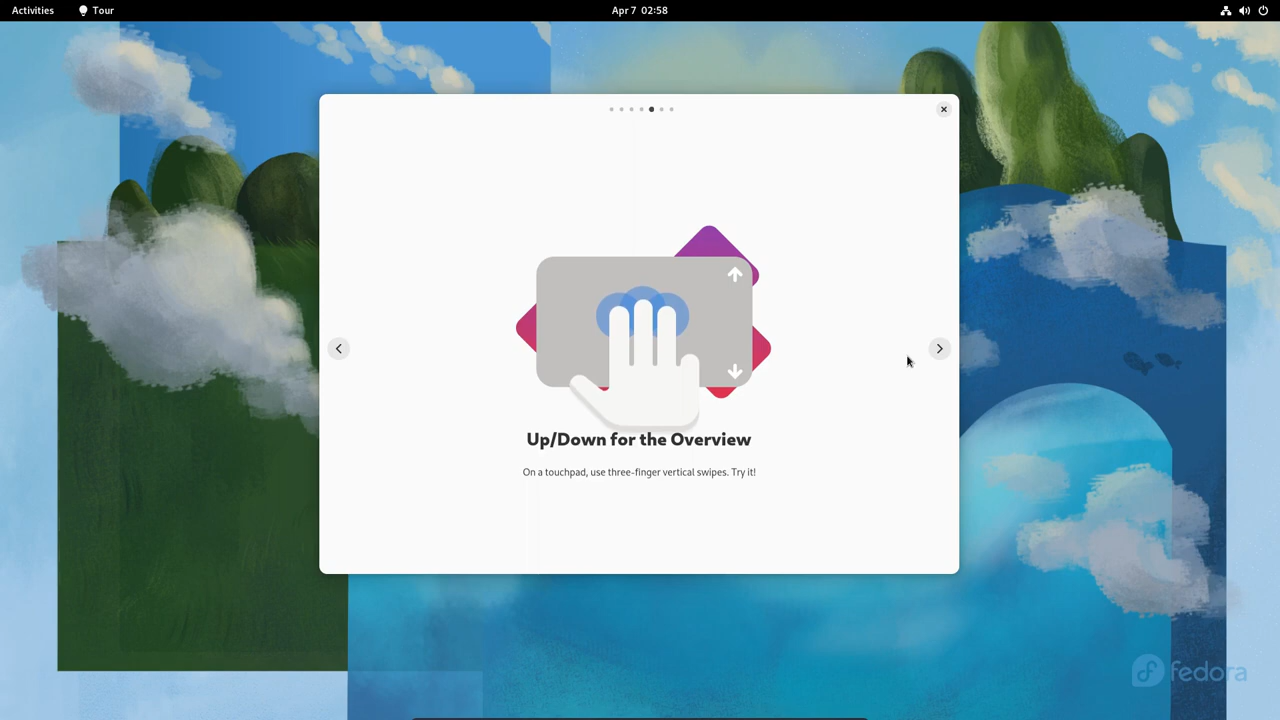 Activities
Tour
Apr 7 02:58
Up/Down for the Overview
On a touchpad, use three-finger vertical swipes. Try it!
fedora